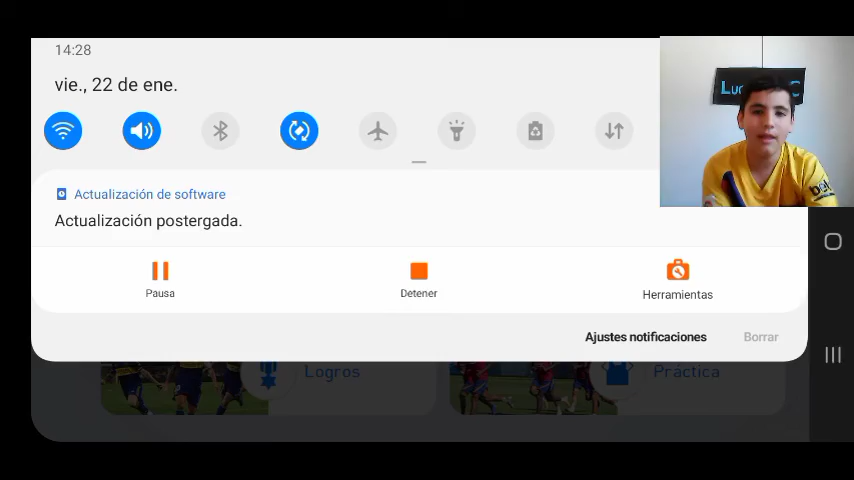 14:28
vie., 22 de ene.
Actualización de software
Actualización postergada.
Pausa
Detener
Herramientas
Ajustes notificaciones
Borrar
Logros
Práctica